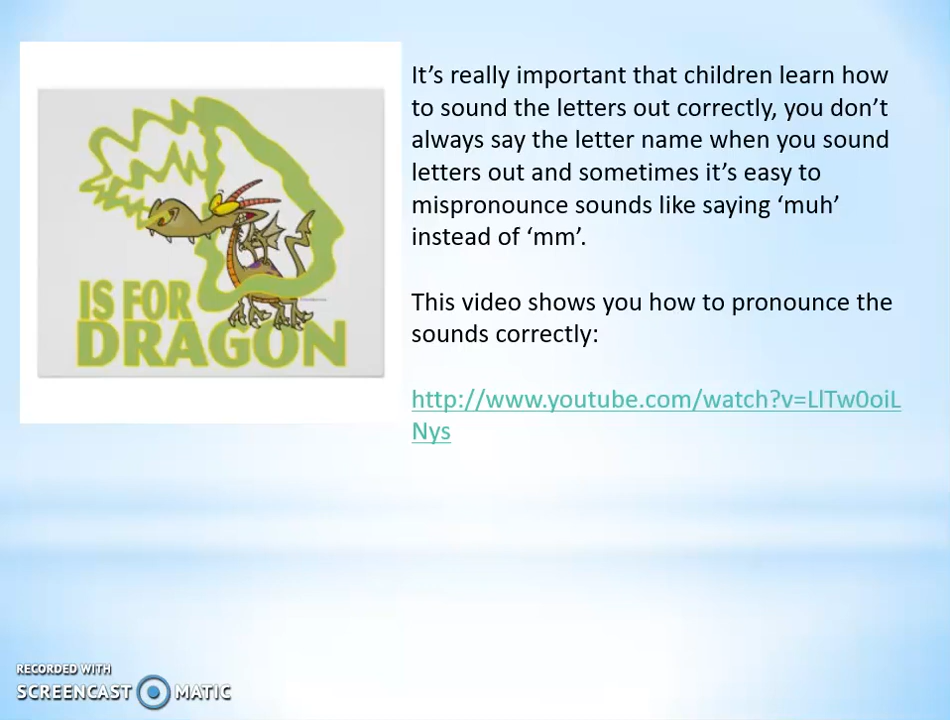 IS FOR
DRAGON
It’s really important that children learn how
to sound the letters out correctly, you don’t
always say the letter name when you sound
letters out and sometimes it’s easy to
mispronounce sounds like saying ‘muh’
instead of ‘mm’.
This video shows you how to pronounce the
sounds correctly:
http://www.youtube.com/watch?v=LlTw0oiL
Nys
RECORDED WITH
SCREENCAST MATIC